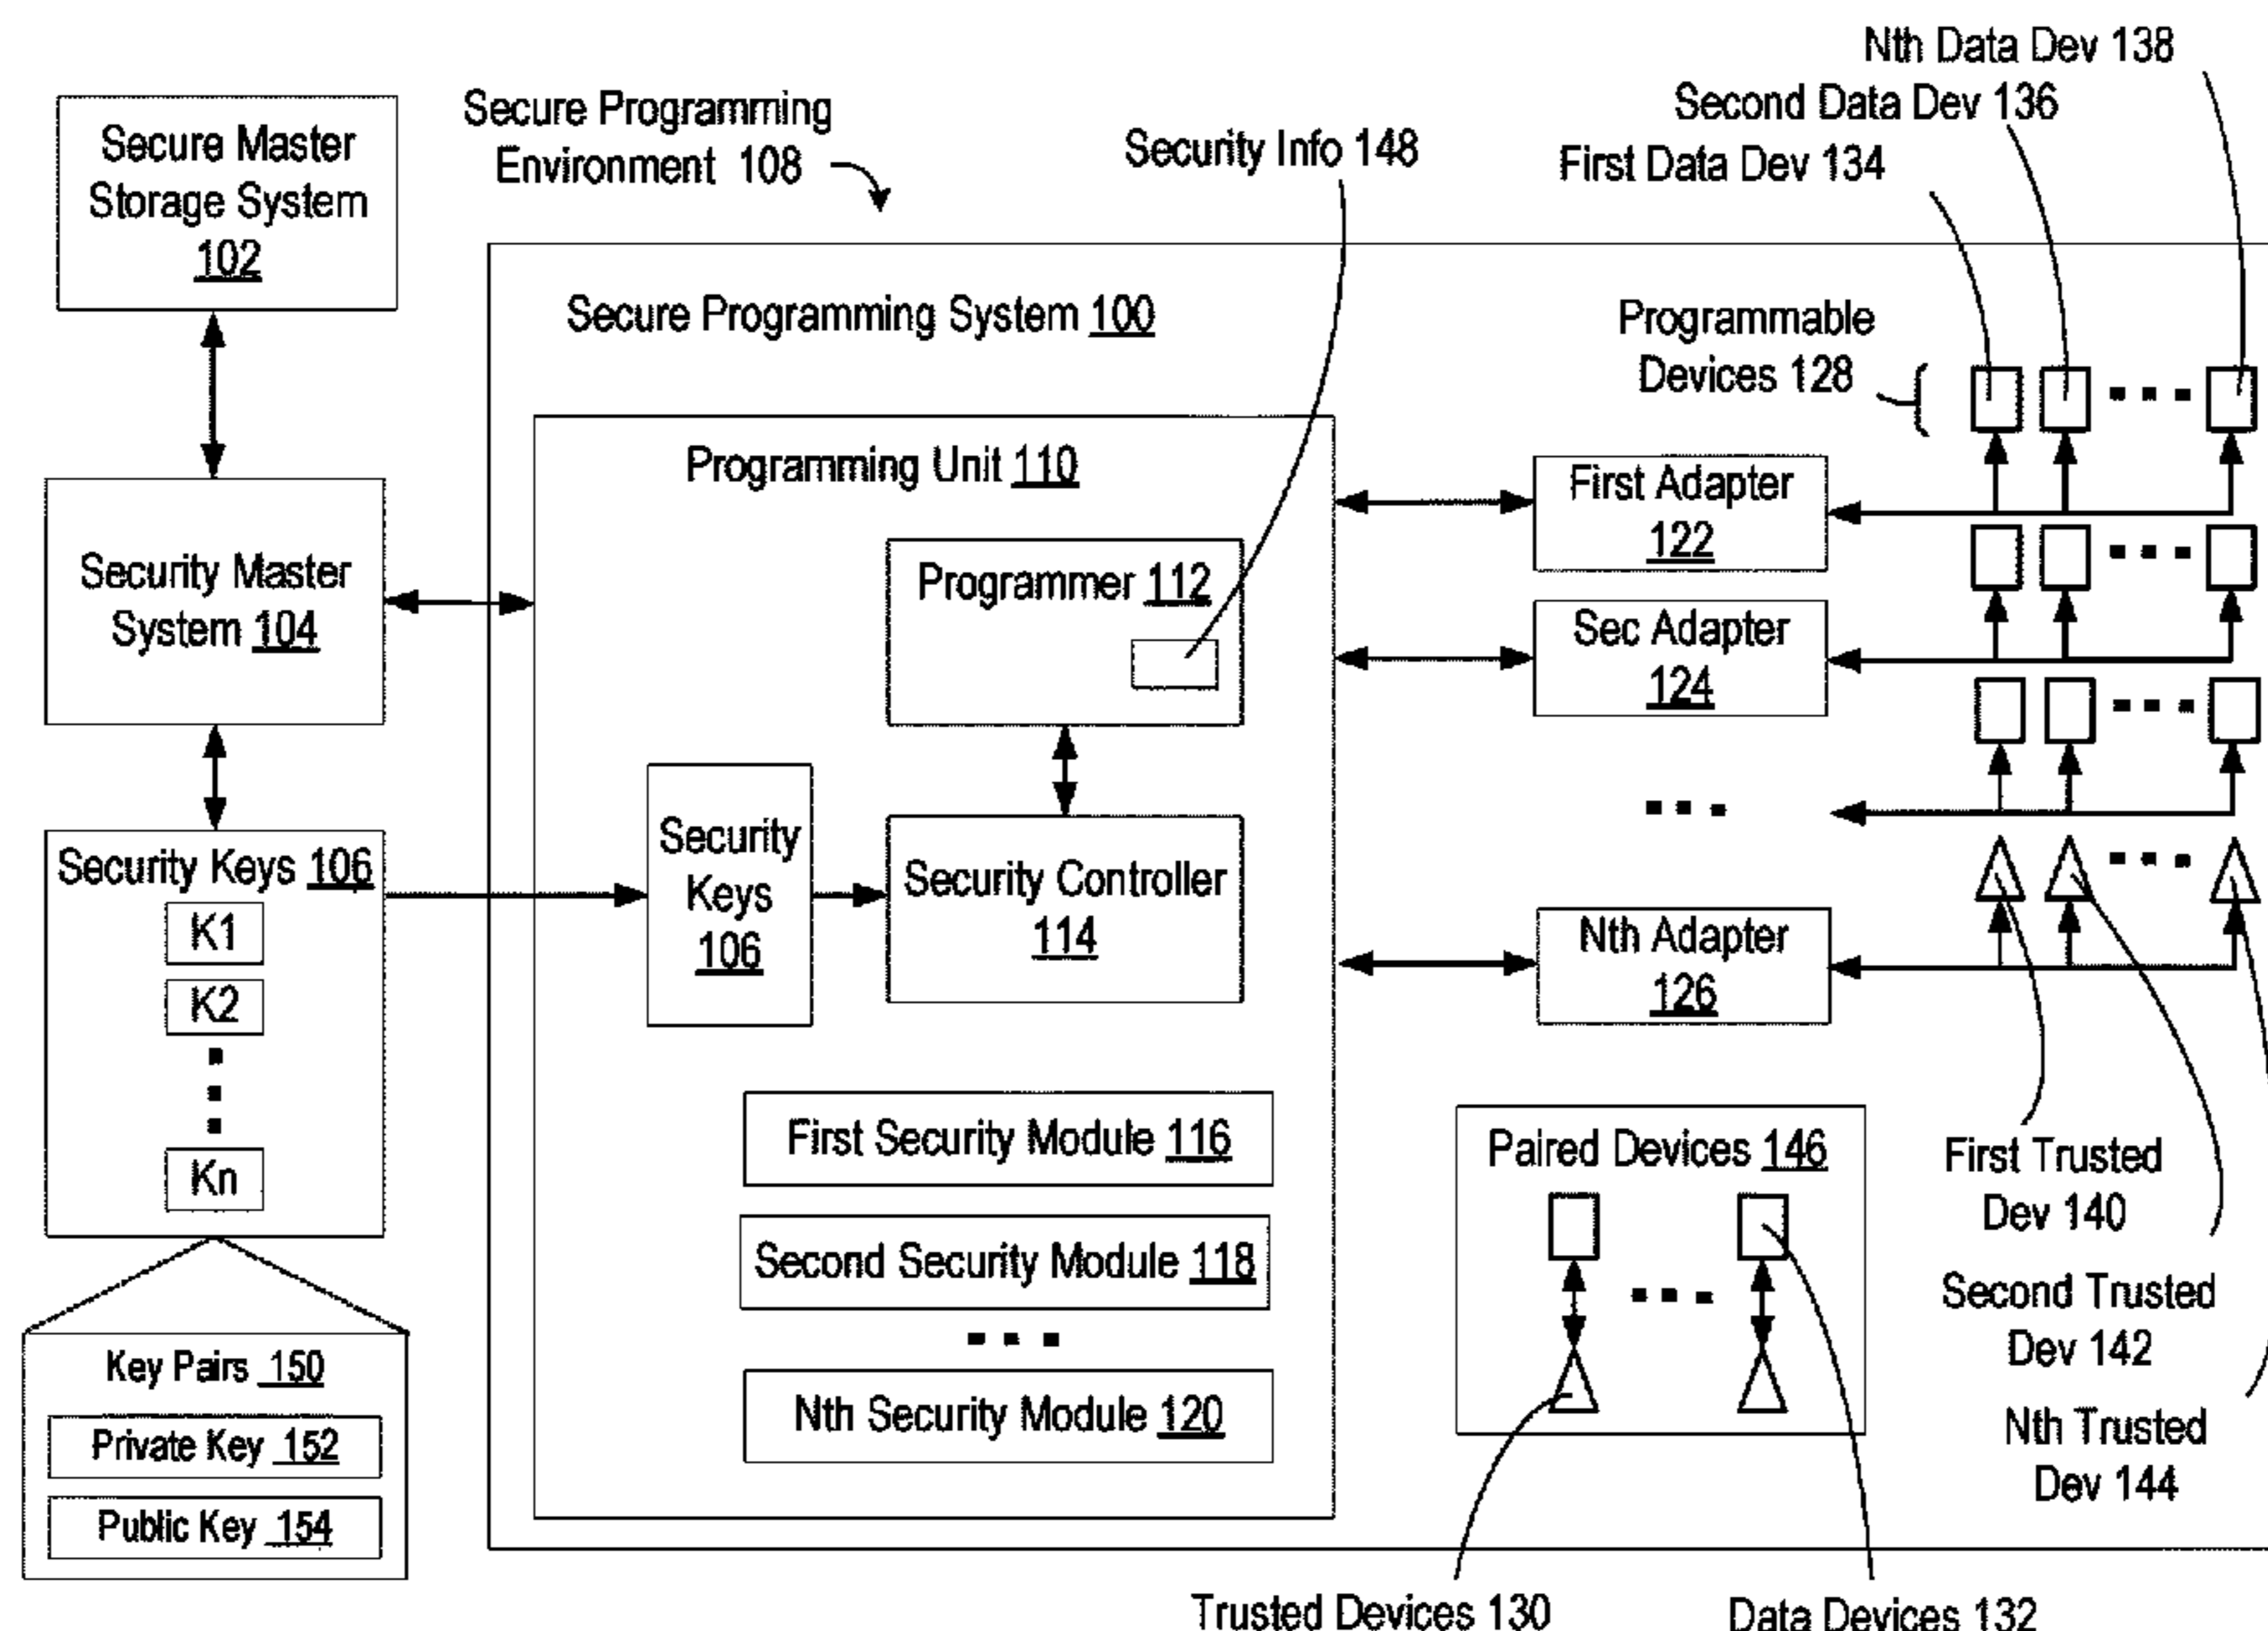 Nth Data Dev 138
Second Data Dev 136
First Data Dev 134
Secure Programming
Environment 108
Security Info 148
Secure Master
Storage System
102
Secure Programming System 100
Programmable
Devices 128
Programming Unit 110
First Adapter
122
Security Master
System 104
Programmer 112
Sec Adapter
124
Security Keys 106
K1
K2
Kn
Security
Keys
106
Security Controller
114
Nth Adapter
126
First Security Module 116
Second Security Module 118
Nth Security Module 120
Paired Devices 146
First Trusted
Dev 140
Second Trusted
Dev 142
Nth Trusted
Dev 144
Key Pairs 150
Private Key 152
Public Key 154
Trusted Devices 130
Data Devices 132